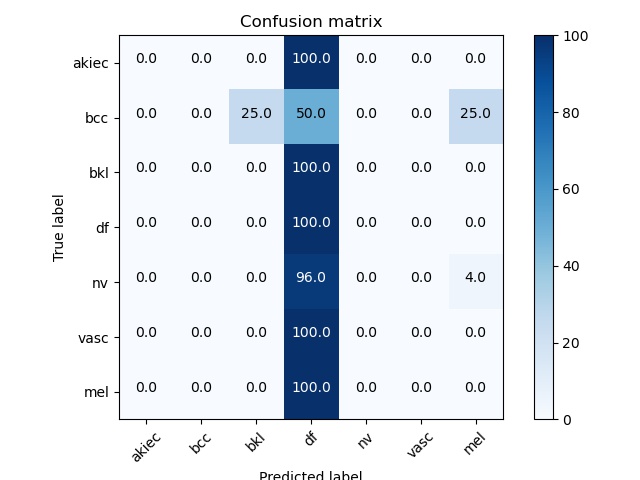 Confusion matrix
akiec 0.0 0.0 0.0 100.0 0.0 0.0 0.0
bcc 0.0 0.0 25.0 50.0 0.0 0.0 25.0
bkl 0.0 0.0 0.0 100.0 0.0 0.0 0.0
df 0.0 0.0 0.0 100.0 0.0 0.0 0.0
nv 0.0 0.0 0.0 96.0 0.0 0.0 4.0
vasc 0.0 0.0 0.0 100.0 0.0 0.0 0.0
mel 0.0 0.0 0.0 100.0 0.0 0.0 0.0
akiec bcc bkl df nv vasc mel
True label
Predicted label
100
80
60
40
20
0